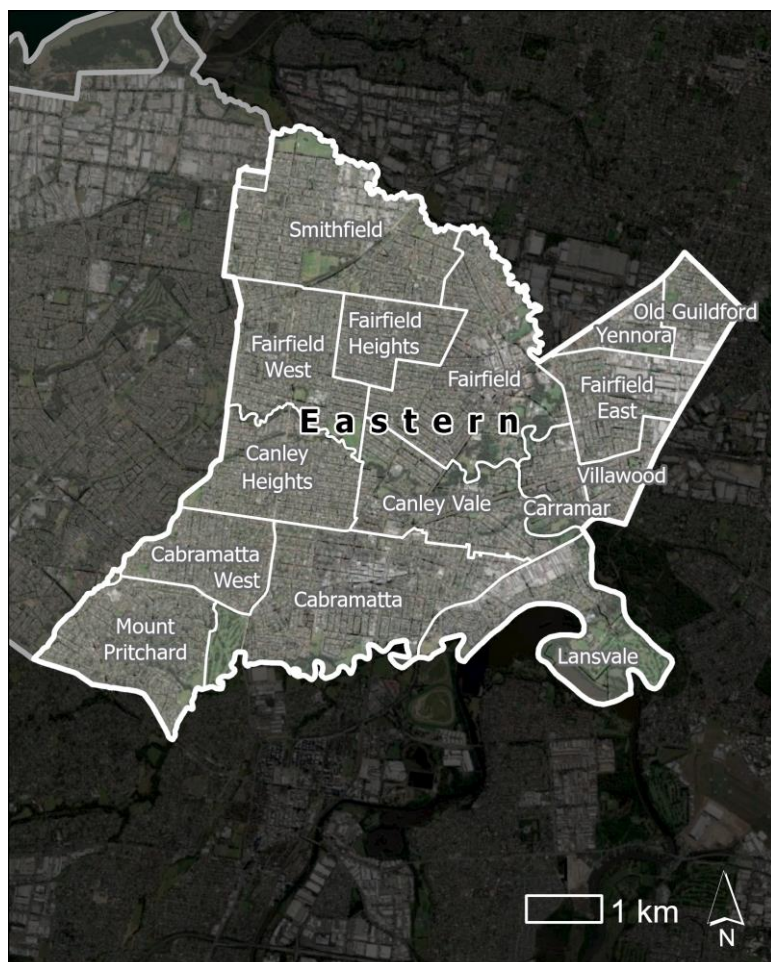 Smithfield
Old Guildford
Yennora
Fairfield
Heights
Fairfield
West
Fairfield
Fairfield
East
Eastern
Canley
Heights
Villawood
Canley Vale
Carramar
Cabramatta
West
Cabramatta
Mount
Pritchard
Lansvale
1 km
N